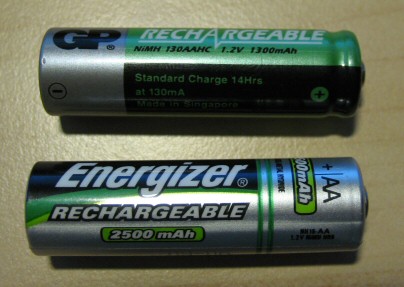 GP RECHARGEABLE
NiMH 130AAHC 1.2V 1300mAh
Standard Charge 14Hrs
at 130mA
Made in Singapore
−
+
Energizer®
RECHARGEABLE
2500 mAh
+ AA